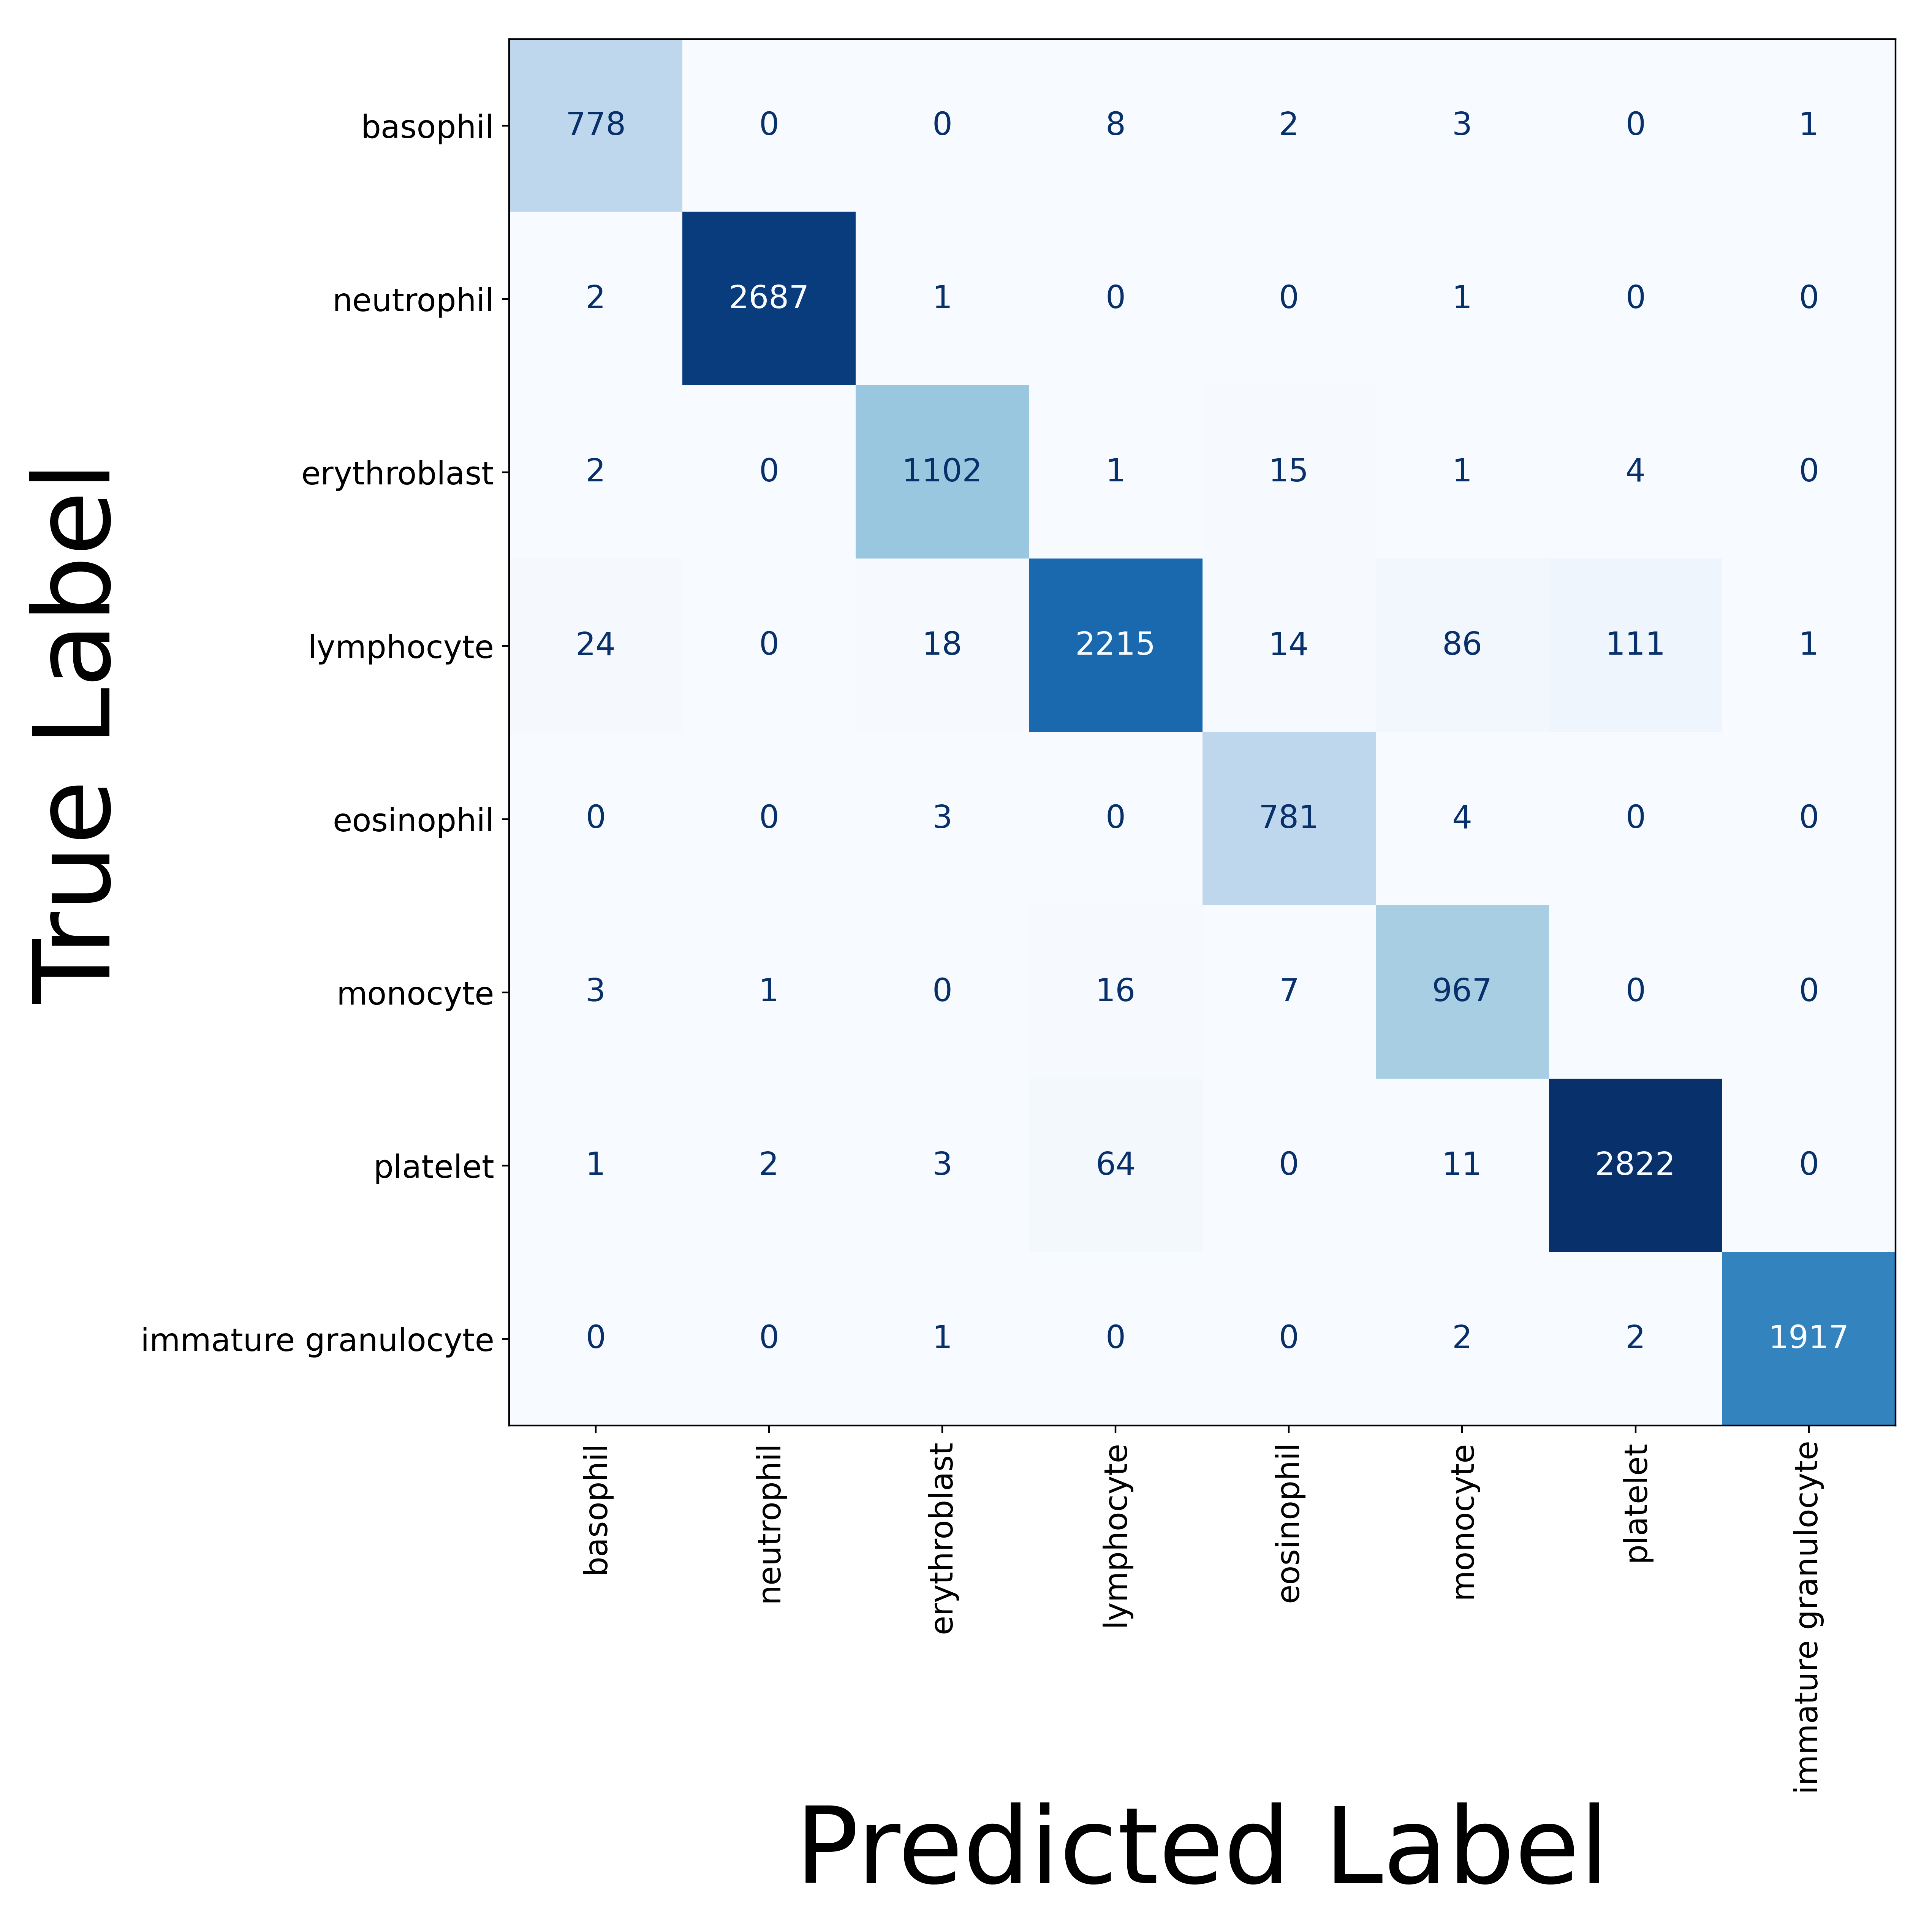 True Label
basophil 778 0 0 8 2 3 0 1
neutrophil 2 2687 1 0 0 1 0 0
erythroblast 2 0 1102 1 15 1 4 0
lymphocyte 24 0 18 2215 14 86 111 1
eosinophil 0 0 3 0 781 4 0 0
monocyte 3 1 0 16 7 967 0 0
platelet 1 2 3 64 0 11 2822 0
immature granulocyte 0 0 1 0 0 2 2 1917
basophil
neutrophil
erythroblast
lymphocyte
eosinophil
monocyte
platelet
immature granulocyte
Predicted Label